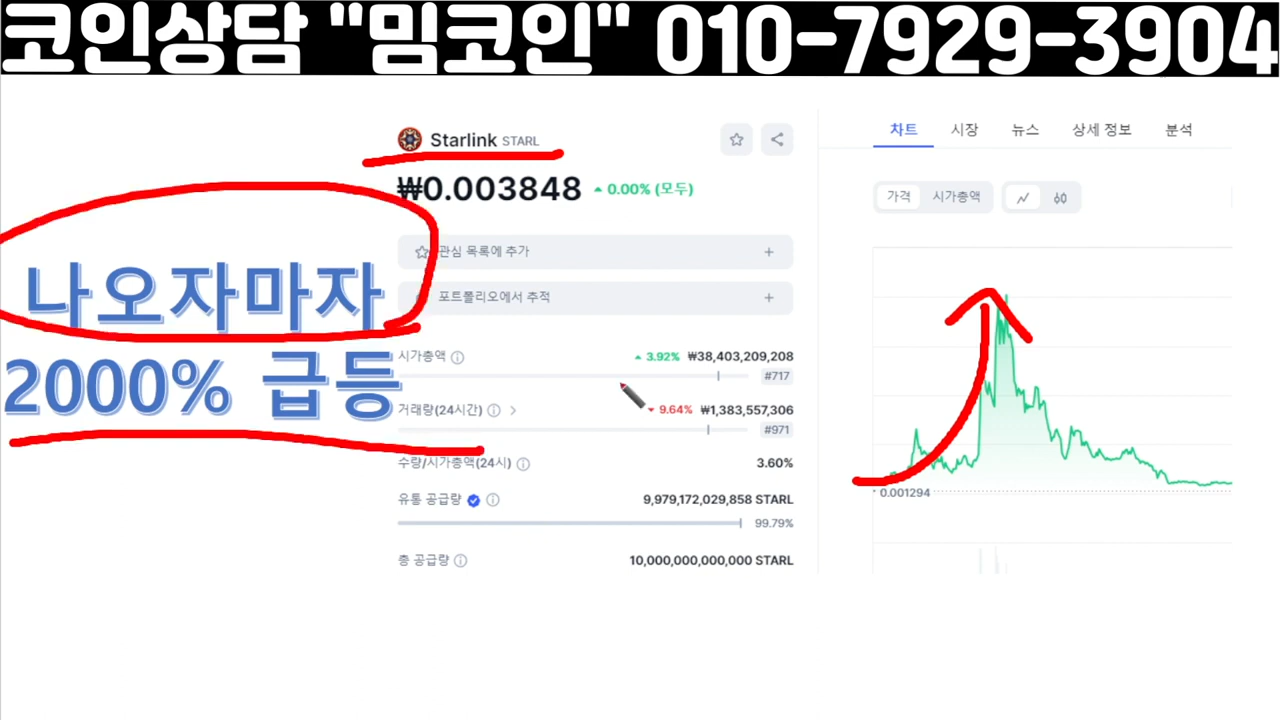 코인상담 "밈코인" 010-7929-3904
Starlink STARL
₩0.003848 0.00% (모두)
관심 목록에 추가 +
포트폴리오에서 추적 +
나오자마자
2000% 급등
시가총액 3.92% ₩38,403,209,208
#717
거래량(24시간) 9.64% ₩1,383,557,306
#971
수량/시가총액(24시) 3.60%
유통 공급량 9,979,172,029,858 STARL
99.79%
총 공급량 10,000,000,000,000 STARL
차트 시장 뉴스 상세 정보 분석
가격 시가총액
0.001294